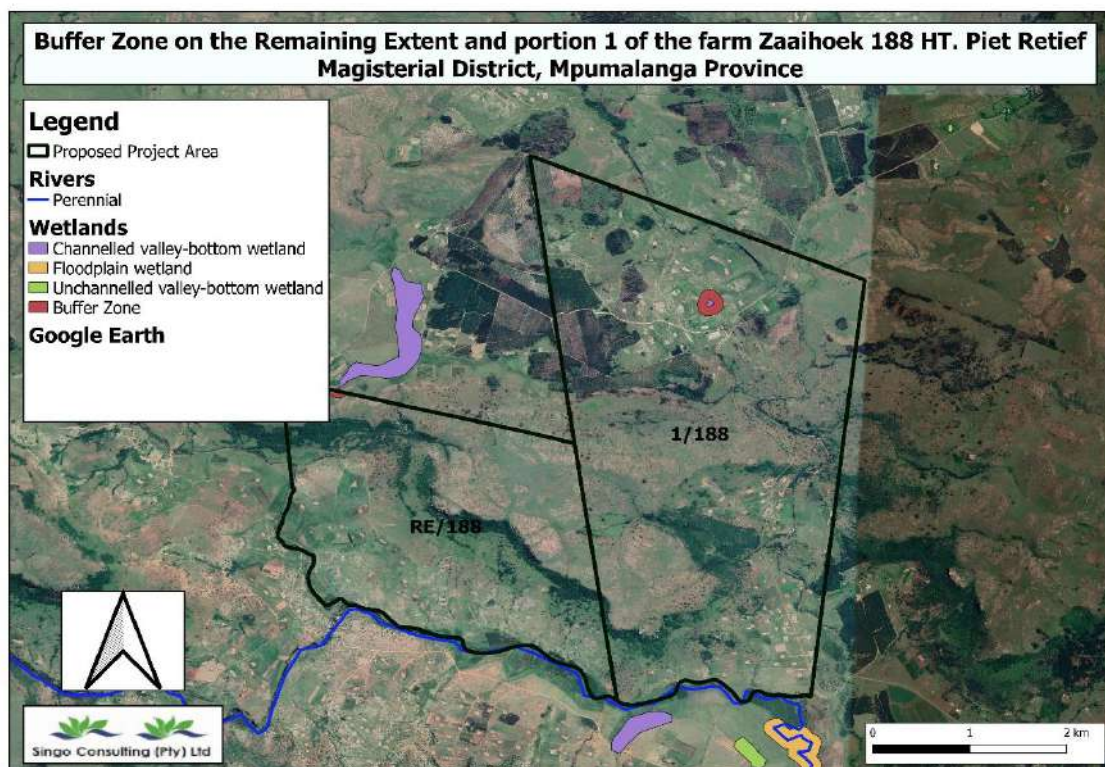 Buffer Zone on the Remaining Extent and portion 1 of the farm Zaaihoek 188 HT. Piet Retief
Magisterial District, Mpumalanga Province
Legend
Proposed Project Area
Rivers
Perennial
Wetlands
Channelled valley-bottom wetland
Floodplain wetland
Unchannelled valley-bottom wetland
Buffer Zone
Google Earth
1/188
RE/188
Singo Consulting (Pty) Ltd
0 1 2 km